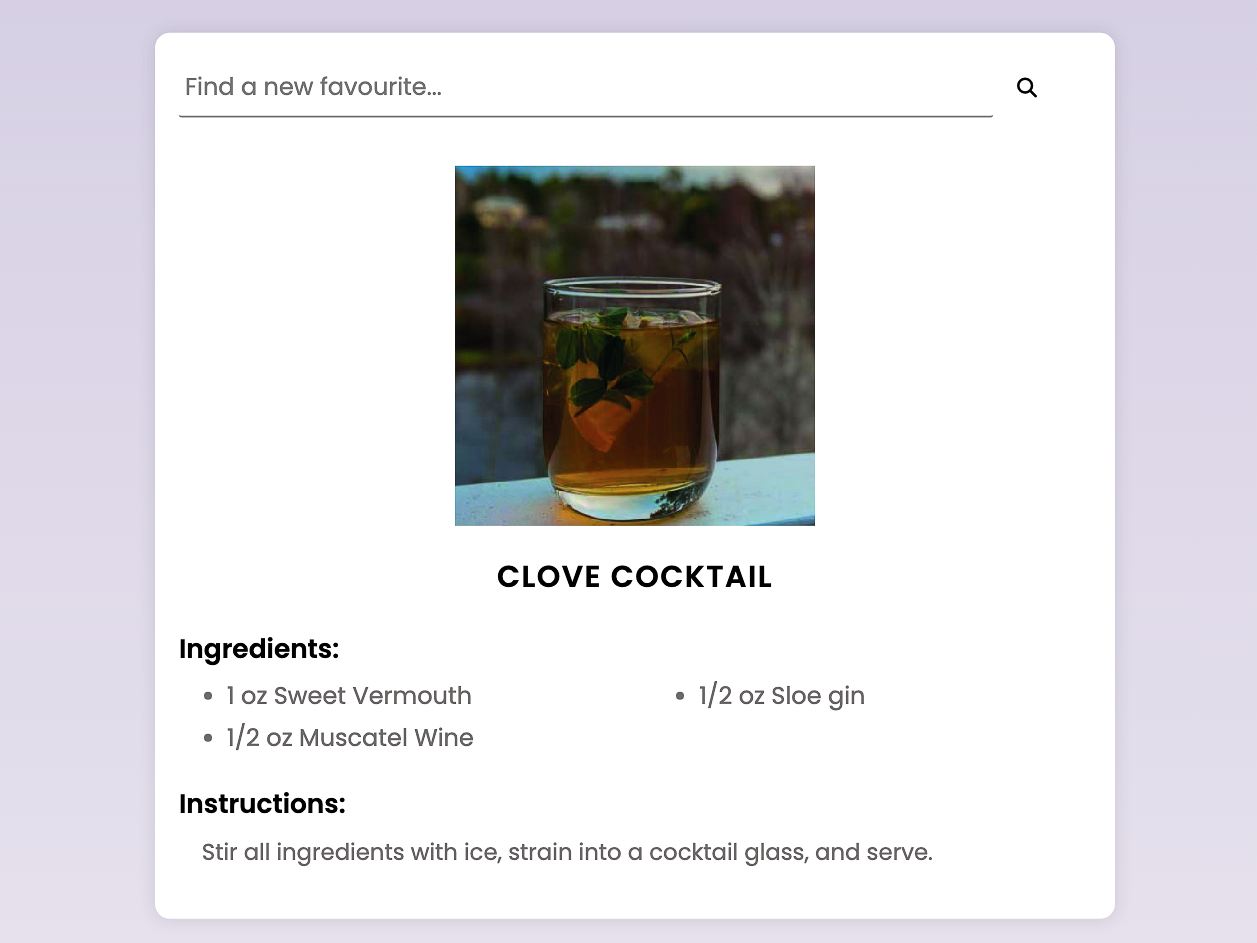 Find a new favourite...
CLOVE COCKTAIL
Ingredients:
1 oz Sweet Vermouth
1/2 oz Sloe gin
1/2 oz Muscatel Wine
Instructions:
Stir all ingredients with ice, strain into a cocktail glass, and serve.